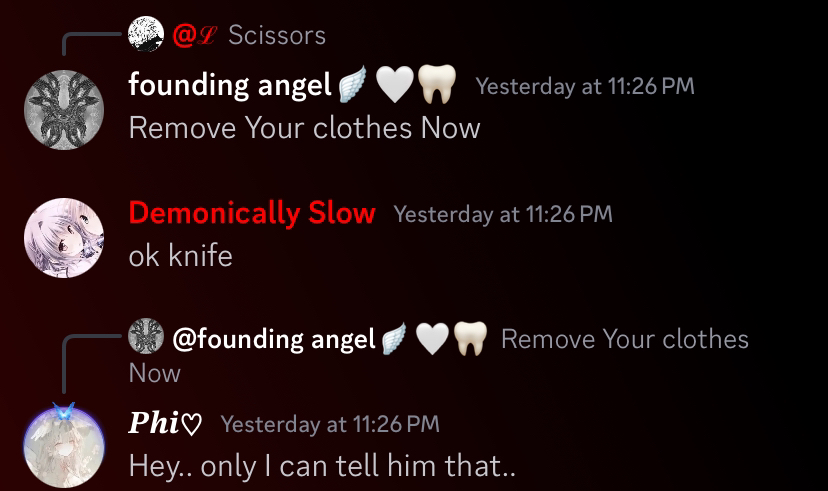 @ℒ Scissors
founding angel🪽🤍🦷 Yesterday at 11:26 PM
Remove Your clothes Now
Demonically Slow Yesterday at 11:26 PM
ok knife
@founding angel🪽🤍🦷 Remove Your clothes
Now
Phi♡ Yesterday at 11:26 PM
Hey.. only I can tell him that..